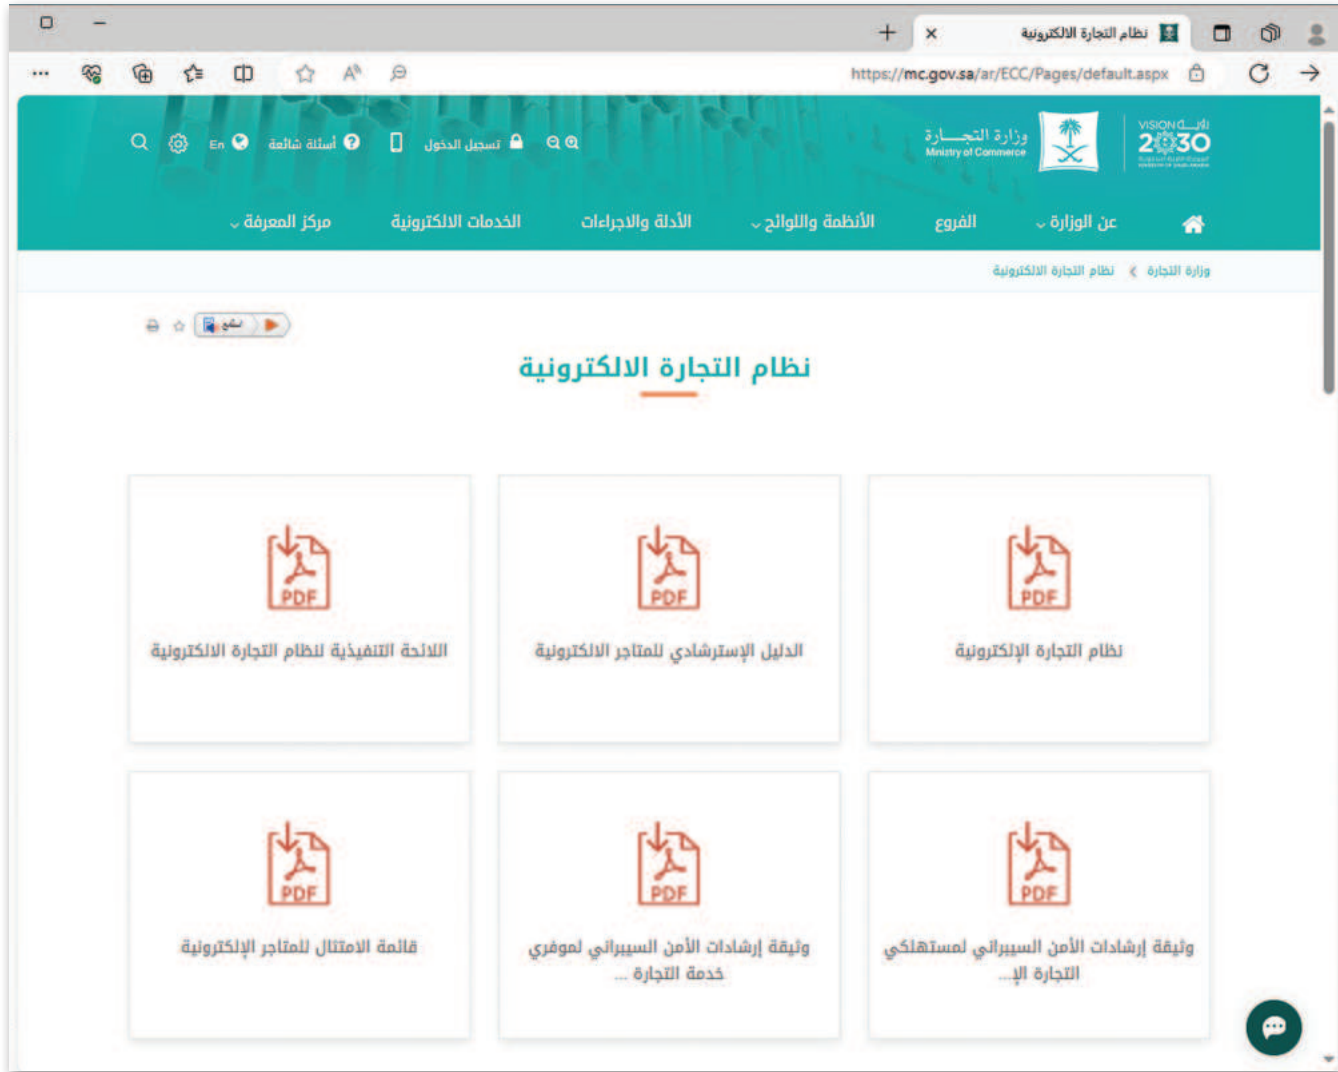 نظام التجارة الالكترونية
https://mc.gov.sa/ar/ECC/Pages/default.aspx
VISION رؤيـــة
2030
وزارة التجـــــارة
Ministry of Commerce
تسجيل الدخول
أسئلة شائعة
En
عن الوزارة
الفروع
الأنظمة واللوائح
الأدلة والاجراءات
الخدمات الالكترونية
مركز المعرفة
وزارة التجارة
نظام التجارة الالكترونية
نظام التجارة الالكترونية
PDF
نظام التجارة الإلكترونية
PDF
الدليل الإسترشادي للمتاجر الالكترونية
PDF
اللائحة التنفيذية لنظام التجارة الالكترونية
PDF
وثيقة إرشادات الأمن السيبراني لمستهلكي
التجارة الإ...
PDF
وثيقة إرشادات الأمن السيبراني لموفري
خدمة التجارة ...
PDF
قائمة الامتثال للمتاجر الإلكترونية